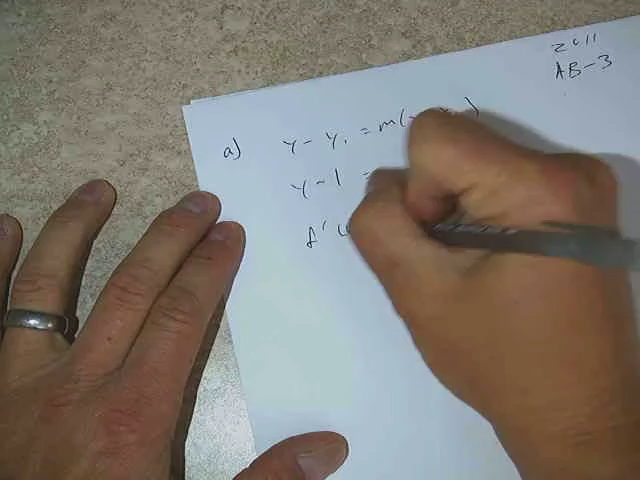 2011
AB-3
a) y - y₁ = m(
y - 1 =
f'(